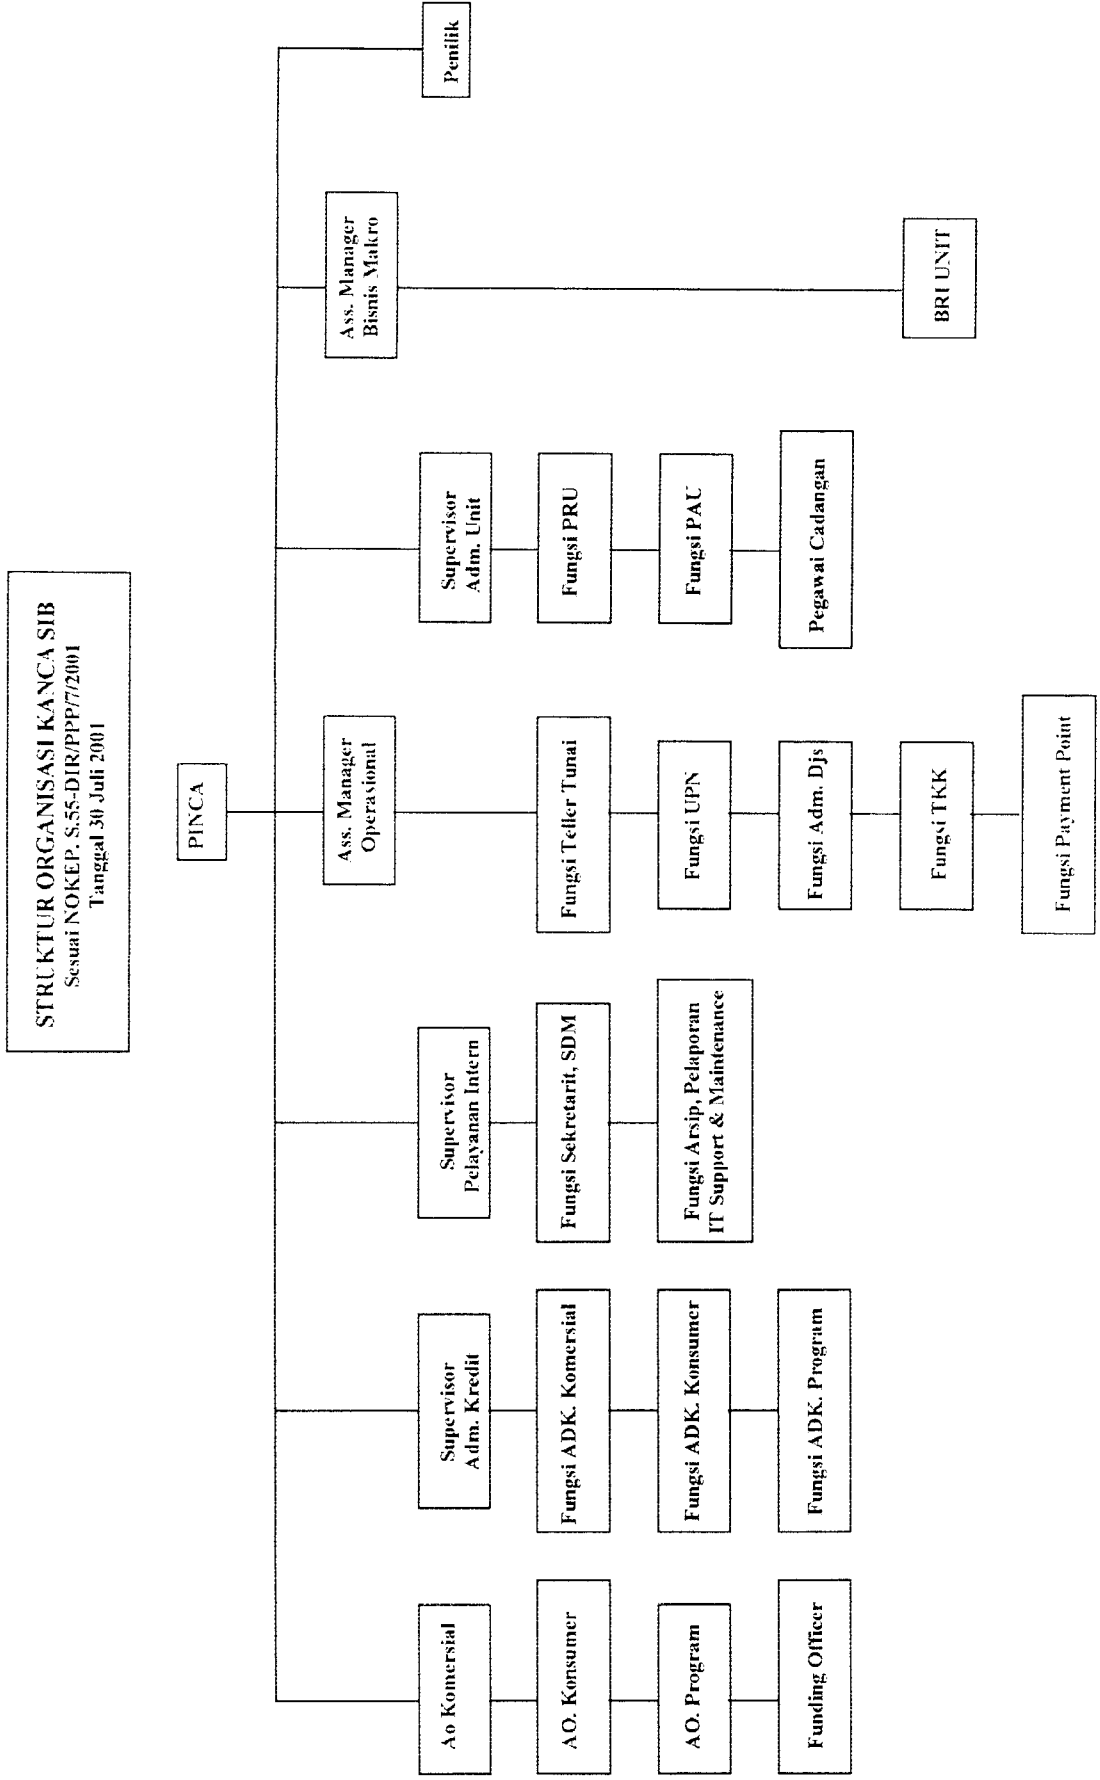 STRUKTUR ORGANISASI KANCA SIB
Sesuai NOKEP. S.55-DIR/PPP/7/2001
Tanggal 30 Juli 2001
PINCA
Ao Komersial
AO. Konsumer
AO. Program
Funding Officer
Supervisor
Adm. Kredit
Fungsi ADK. Komersial
Fungsi ADK. Konsumer
Fungsi ADK. Program
Supervisor
Pelayanan Intern
Fungsi Sekretarit, SDM
Fungsi Arsip, Pelaporan
IT Support & Maintenance
Ass. Manager
Operasional
Fungsi Teller Tunai
Fungsi UPN
Fungsi Adm. Djs
Fungsi TKK
Fungsi Payment Point
Supervisor
Adm. Unit
Fungsi PRU
Fungsi PAU
Pegawai Cadangan
Ass. Manager
Bisnis Makro
BRI UNIT
Penilik